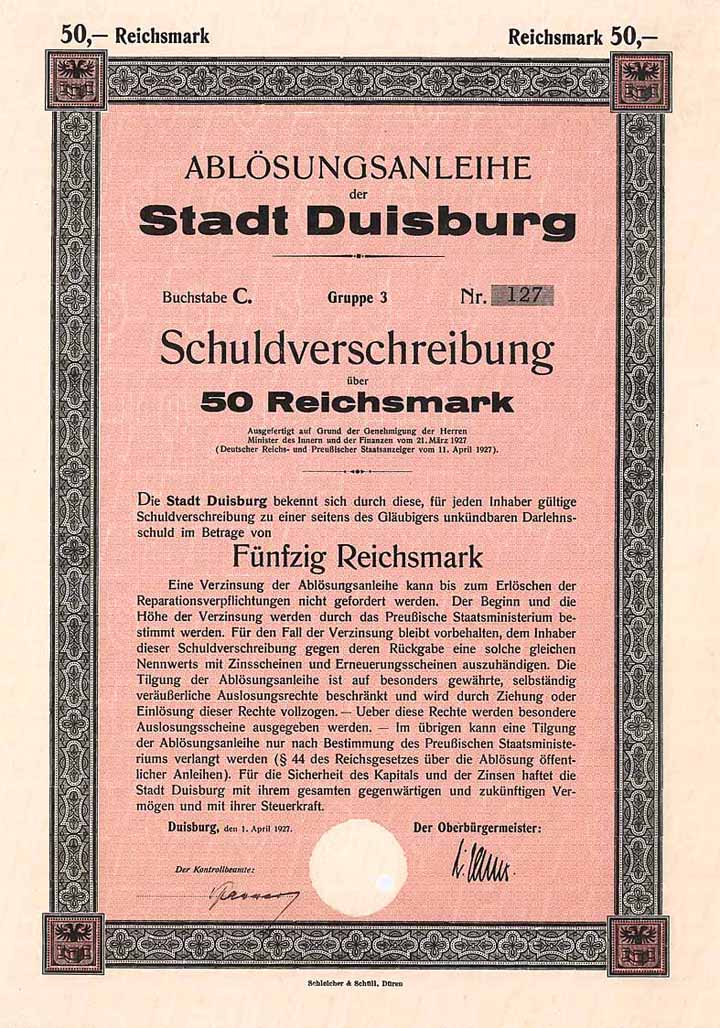 50,— Reichsmark
Reichsmark 50,—
ABLÖSUNGSANLEIHE
der
Stadt Duisburg
Buchstabe C. Gruppe 3 Nr. 127
Schuldverschreibung
über
50 Reichsmark
Ausgefertigt auf Grund der Genehmigung der Herren
Minister des Innern und der Finanzen vom 21. März 1927
(Deutscher Reichs- und Preußischer Staatsanzeiger vom 11. April 1927).
Die Stadt Duisburg bekennt sich durch diese, für jeden Inhaber gültige
Schuldverschreibung zu einer seitens des Gläubigers unkündbaren Darlehns-
schuld im Betrage von
Fünfzig Reichsmark
Eine Verzinsung der Ablösungsanleihe kann bis zum Erlöschen der
Reparationsverpflichtungen nicht gefordert werden. Der Beginn und die
Höhe der Verzinsung werden durch das Preußische Staatsministerium be-
stimmt werden. Für den Fall der Verzinsung bleibt vorbehalten, dem Inhaber
dieser Schuldverschreibung gegen deren Rückgabe eine solche gleichen
Nennwerts mit Zinsscheinen und Erneuerungsscheinen auszuhändigen. Die
Tilgung der Ablösungsanleihe ist auf besonders gewährte, selbständig
veräußerliche Auslosungsrechte beschränkt und wird durch Ziehung oder
Einlösung dieser Rechte vollzogen. — Ueber diese Rechte werden besondere
Auslosungsscheine ausgegeben werden. — Im übrigen kann eine Tilgung
der Ablösungsanleihe nur nach Bestimmung des Preußischen Staatsministe-
riums verlangt werden (§ 44 des Reichsgesetzes über die Ablösung öffent-
licher Anleihen). Für die Sicherheit des Kapitals und der Zinsen haftet die
Stadt Duisburg mit ihrem gesamten gegenwärtigen und zukünftigen Ver-
mögen und mit ihrer Steuerkraft.
Duisburg, den 1. April 1927.
Der Oberbürgermeister:
Der Kontrollbeamte:
Schleicher & Schüll, Düren